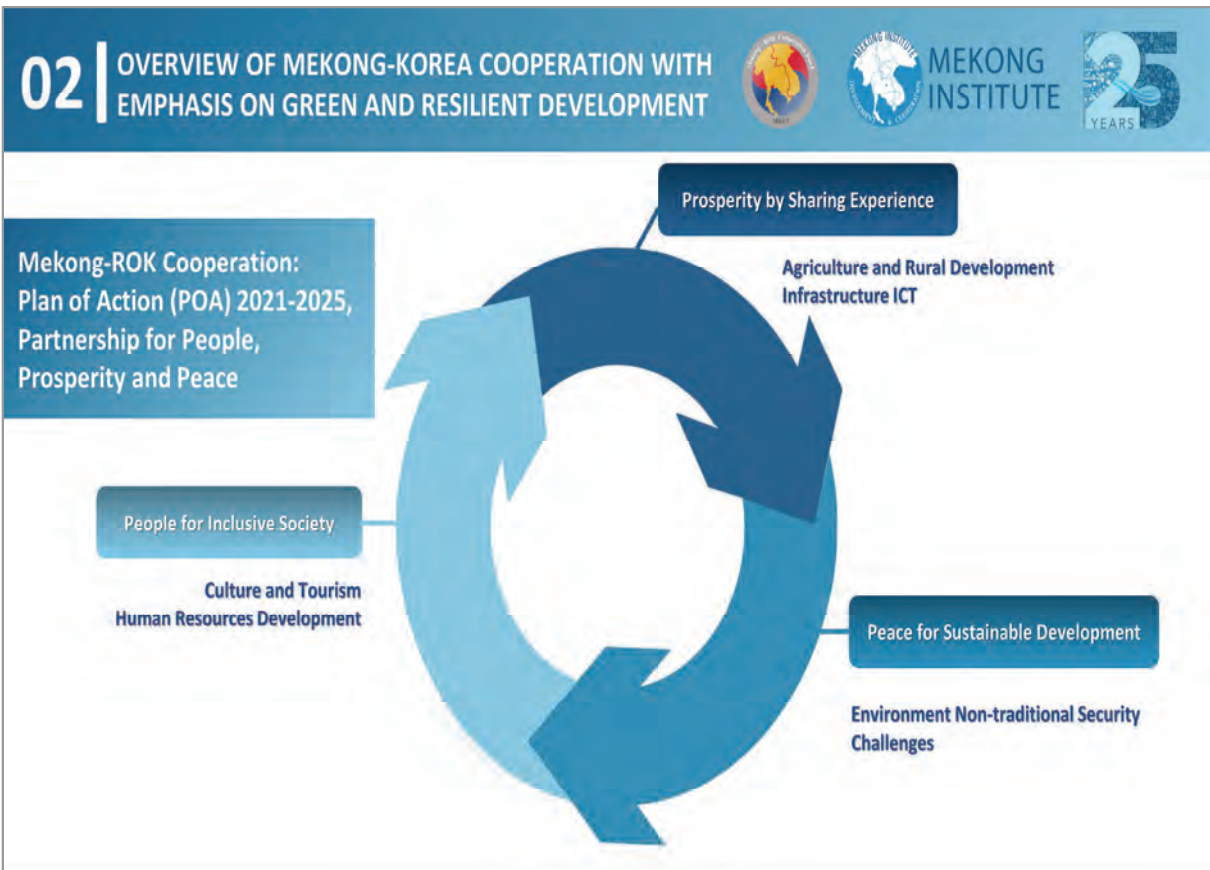 02
OVERVIEW OF MEKONG-KOREA COOPERATION WITH
EMPHASIS ON GREEN AND RESILIENT DEVELOPMENT
MEKONG INSTITUTE
MEKONG
INSTITUTE
25
YEARS
Prosperity by Sharing Experience
Agriculture and Rural Development
Infrastructure ICT
Mekong-ROK Cooperation:
Plan of Action (POA) 2021-2025,
Partnership for People,
Prosperity and Peace
People for Inclusive Society
Culture and Tourism
Human Resources Development
Peace for Sustainable Development
Environment Non-traditional Security
Challenges